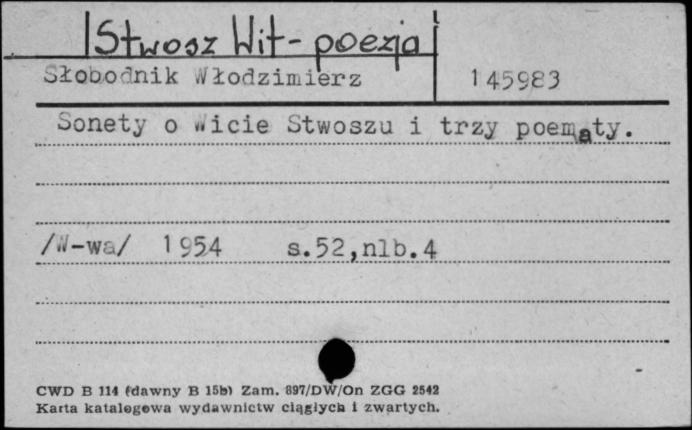 Stwosz Wit - poezja
Słobodnik Włodzimierz 145983
Sonety o Wicie Stwoszu i trzy poematy.
/W-wa/ 1954 s.52,nlb.4
CWD B 114 (dawny B 15b) Zam. 897/DW/On ZGG 2542
Karta katalogowa wydawnictw ciągłych i zwartych.